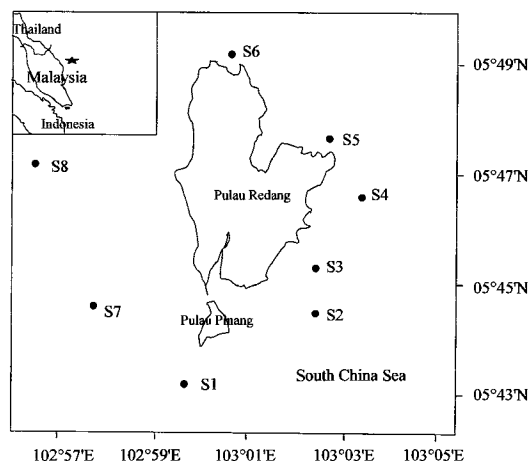 Thailand
Malaysia
Indonesia
S6
05°49'N
S5
S8
05°47'N
Pulau Redang
S4
S3
05°45'N
S7
Pulau Pinang
S2
South China Sea
S1
05°43'N
102°57'E 102°59'E 103°01'E 103°03'E 103°05'E